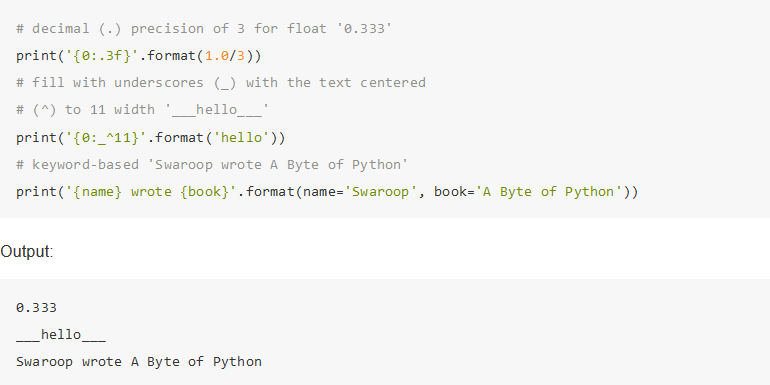 # decimal (.) precision of 3 for float '0.333'
print('{0:.3f}'.format(1.0/3))
# fill with underscores (_) with the text centered
# (^) to 11 width '___hello___'
print('{0:_^11}'.format('hello'))
# keyword-based 'Swaroop wrote A Byte of Python'
print('{name} wrote {book}'.format(name='Swaroop', book='A Byte of Python'))
Output:
0.333
___hello___
Swaroop wrote A Byte of Python